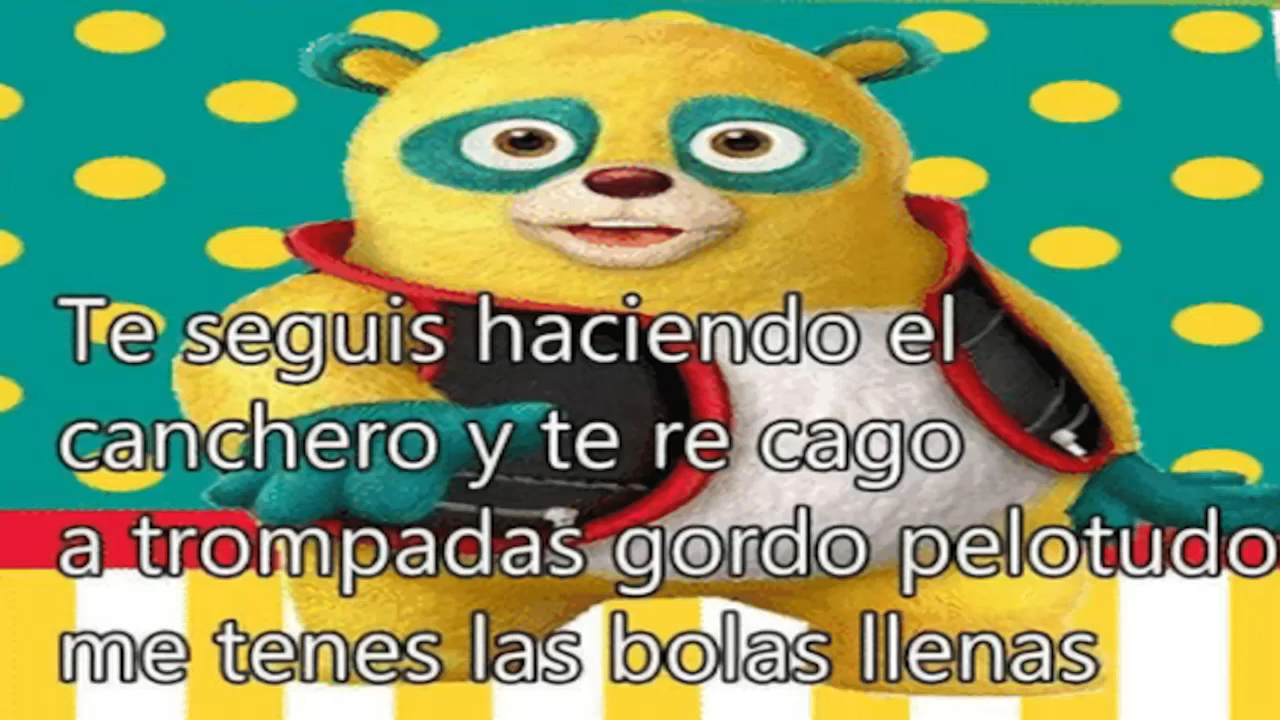 Te seguis haciendo el
canchero y te re cago
a trompadas gordo pelotudo
me tenes las bolas llenas